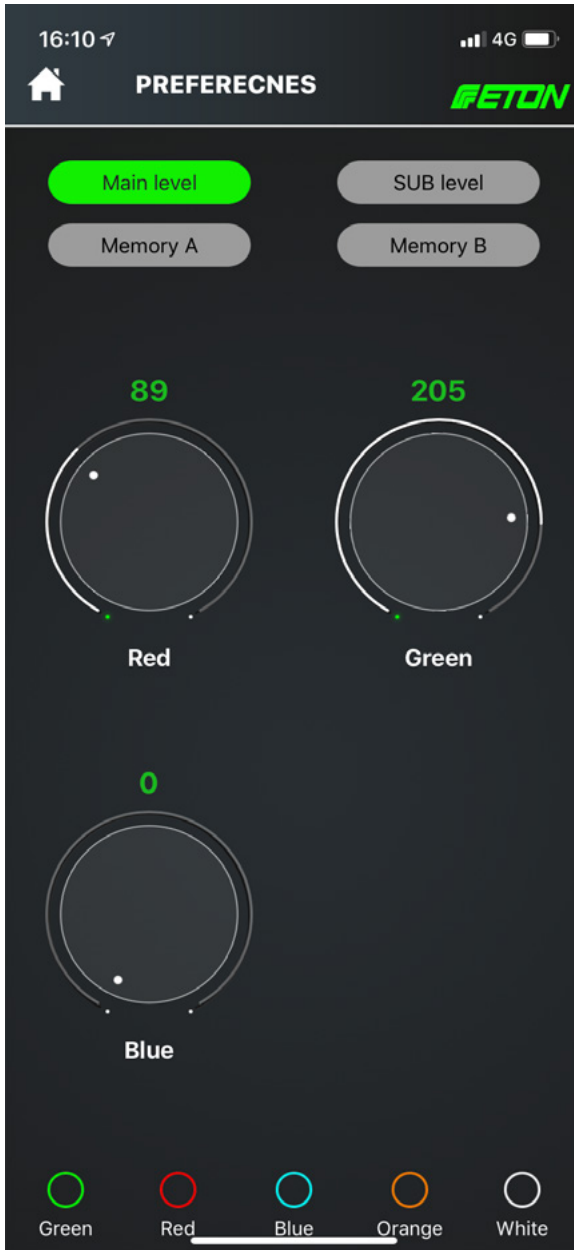 16:10 4G
PREFERECNES ETON
Main level SUB level
Memory A Memory B
89 205
Red Green
0
Blue
Green Red Blue Orange White